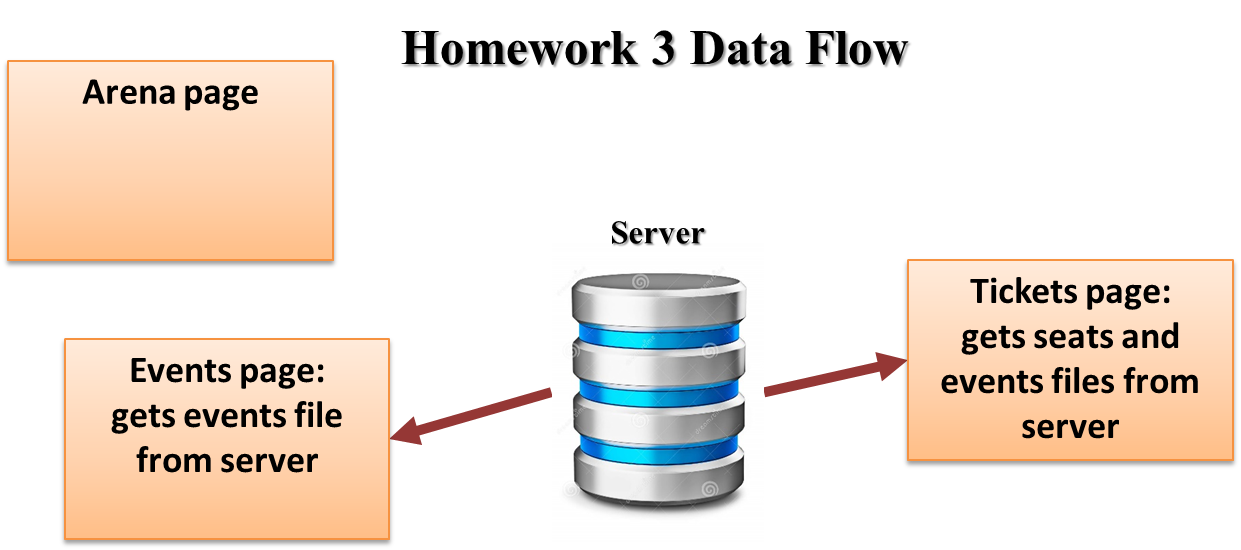 Homework 3 Data Flow
Arena page
Server
Events page:
gets events file
from server
Tickets page:
gets seats and
events files from
server